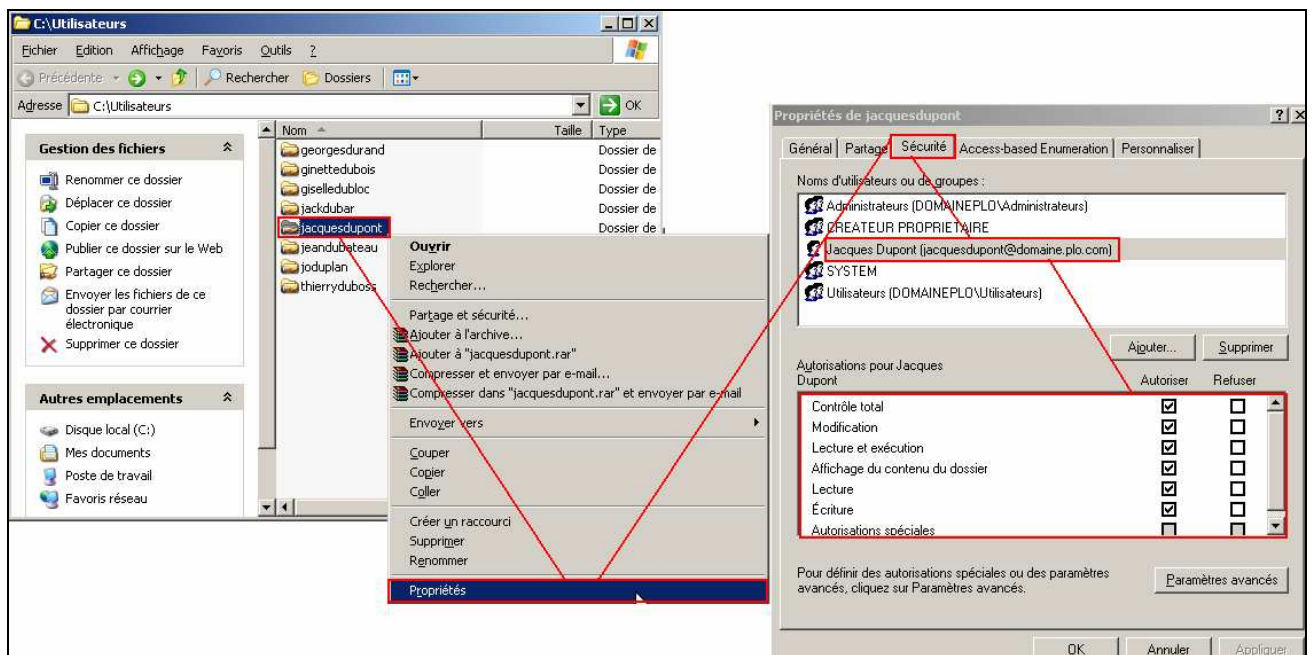 C:\Utilisateurs
Fichier Edition Affichage Favoris Outils ?
Précédente Rechercher Dossiers
Adresse C:\Utilisateurs OK
Gestion des fichiers
Renommer ce dossier
Déplacer ce dossier
Copier ce dossier
Publier ce dossier sur le Web
Partager ce dossier
Envoyer les fichiers de ce
dossier par courrier
électronique
Supprimer ce dossier
Autres emplacements
Disque local (C:)
Mes documents
Poste de travail
Favoris réseau
Nom Taille Type
georgesdurand Dossier de
ginettedubois Dossier de
giselledubloc Dossier de
jackdubar Dossier de
jacquesdupont Dossier de
jeandubateau
joduplan
thierryduboss
Ouvrir
Explorer
Rechercher...
Partage et sécurité...
Ajouter à l'archive...
Ajouter à "jacquesdupont.rar"
Compresser et envoyer par e-mail...
Compresser dans "jacquesdupont.rar" et envoyer par e-mail
Envoyer vers
Couper
Copier
Coller
Créer un raccourci
Supprimer
Renommer
Propriétés
Propriétés de jacquesdupont
Général Partage Sécurité Access-based Enumeration Personnaliser
Noms d'utilisateurs ou de groupes :
Administrateurs (DOMAINEPLO\Administrateurs)
CREATEUR PROPRIETAIRE
Jacques Dupont (jacquesdupont@domaine.plo.com)
SYSTEM
Utilisateurs (DOMAINEPLO\Utilisateurs)
Ajouter... Supprimer
Autorisations pour Jacques
Dupont Autoriser Refuser
Contrôle total
Modification
Lecture et exécution
Affichage du contenu du dossier
Lecture
Écriture
Autorisations spéciales
Pour définir des autorisations spéciales ou des paramètres
avancés, cliquez sur Paramètres avancés.
Paramètres avancés
OK Annuler Appliquer